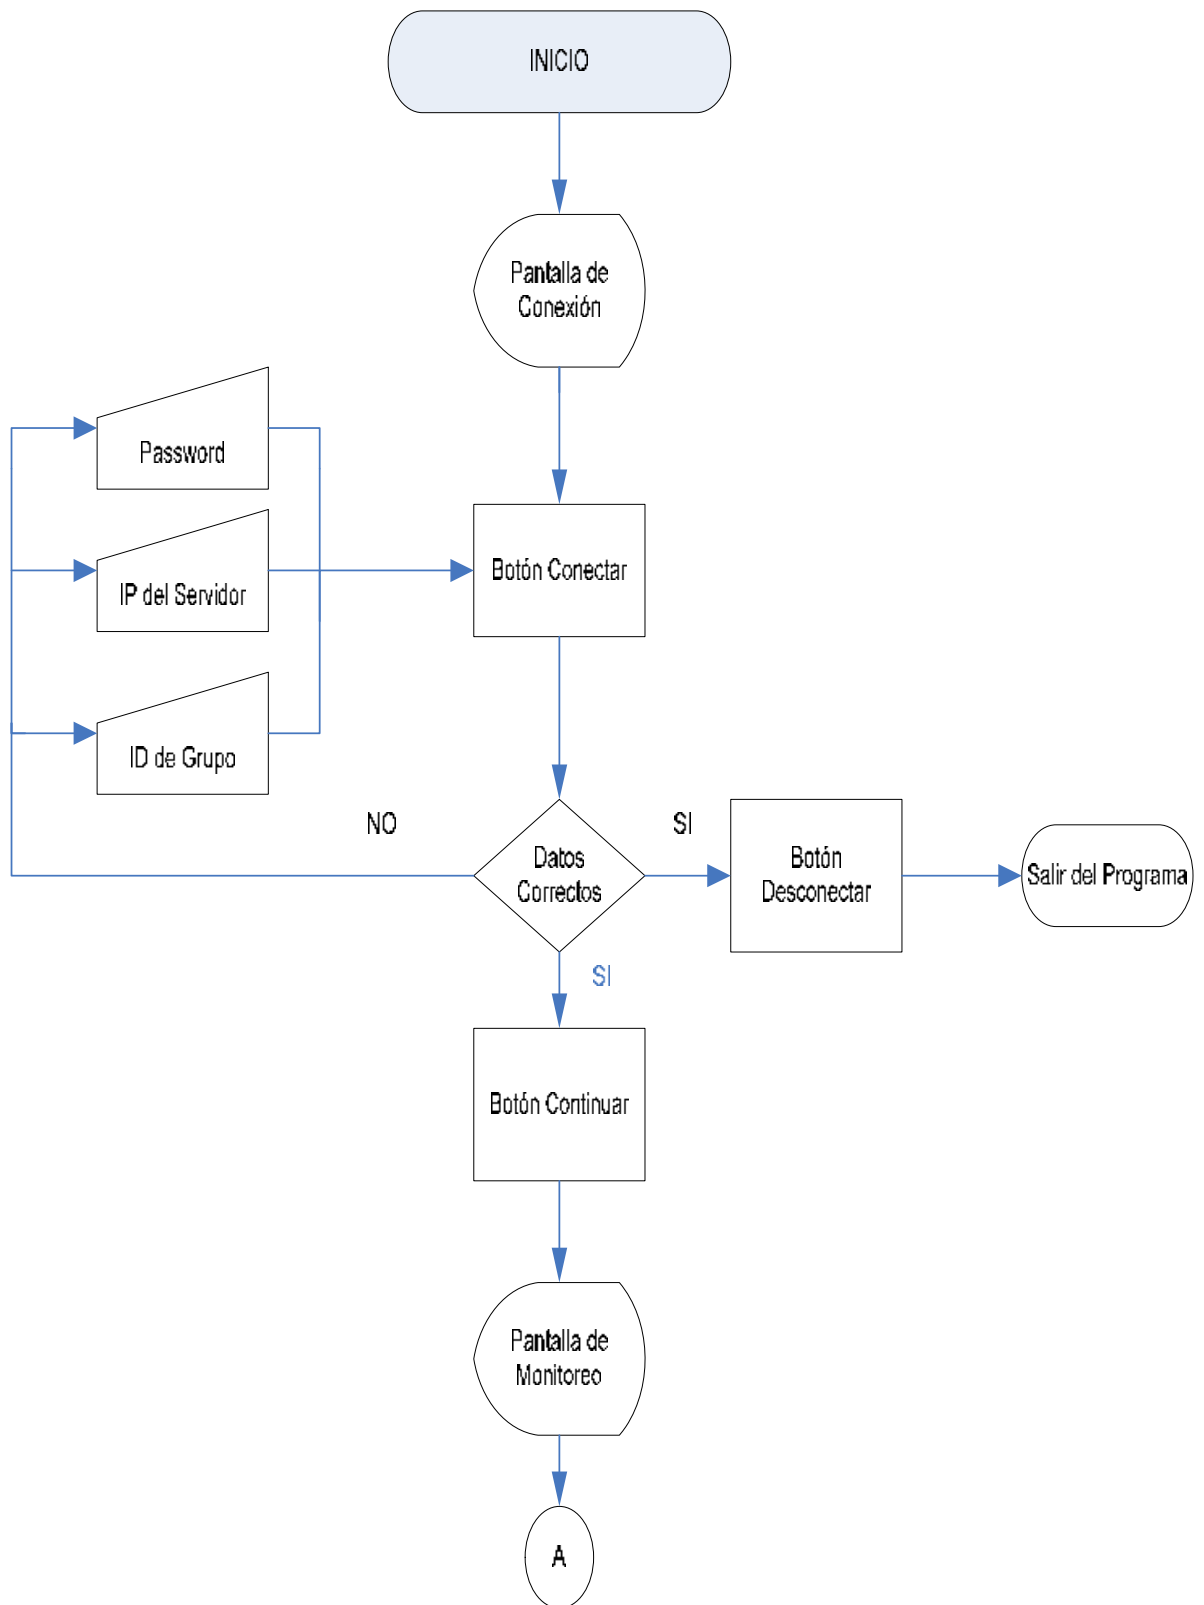 INICIO
Pantalla de
Conexión
Password
IP del Servidor
Botón Conectar
ID de Grupo
NO
SI
Datos
Correctos
Botón
Desconectar
Salir del Programa
SI
Botón Continuar
Pantalla de
Monitoreo
A